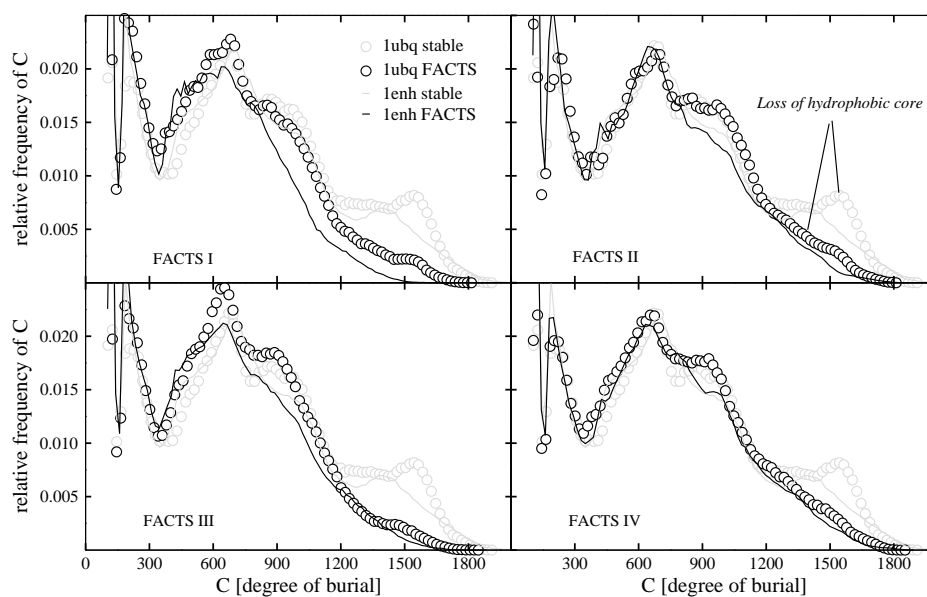 relative frequency of C
0.020
0.015
0.010
0.005
1ubq stable
1ubq FACTS
1enh stable
1enh FACTS
FACTS I
Loss of hydrophobic core
FACTS II
relative frequency of C
0.020
0.015
0.010
0.005
FACTS III
FACTS IV
0 300 600 900 1200 1500 1800
300 600 900 1200 1500 1800
C [degree of burial]
C [degree of burial]